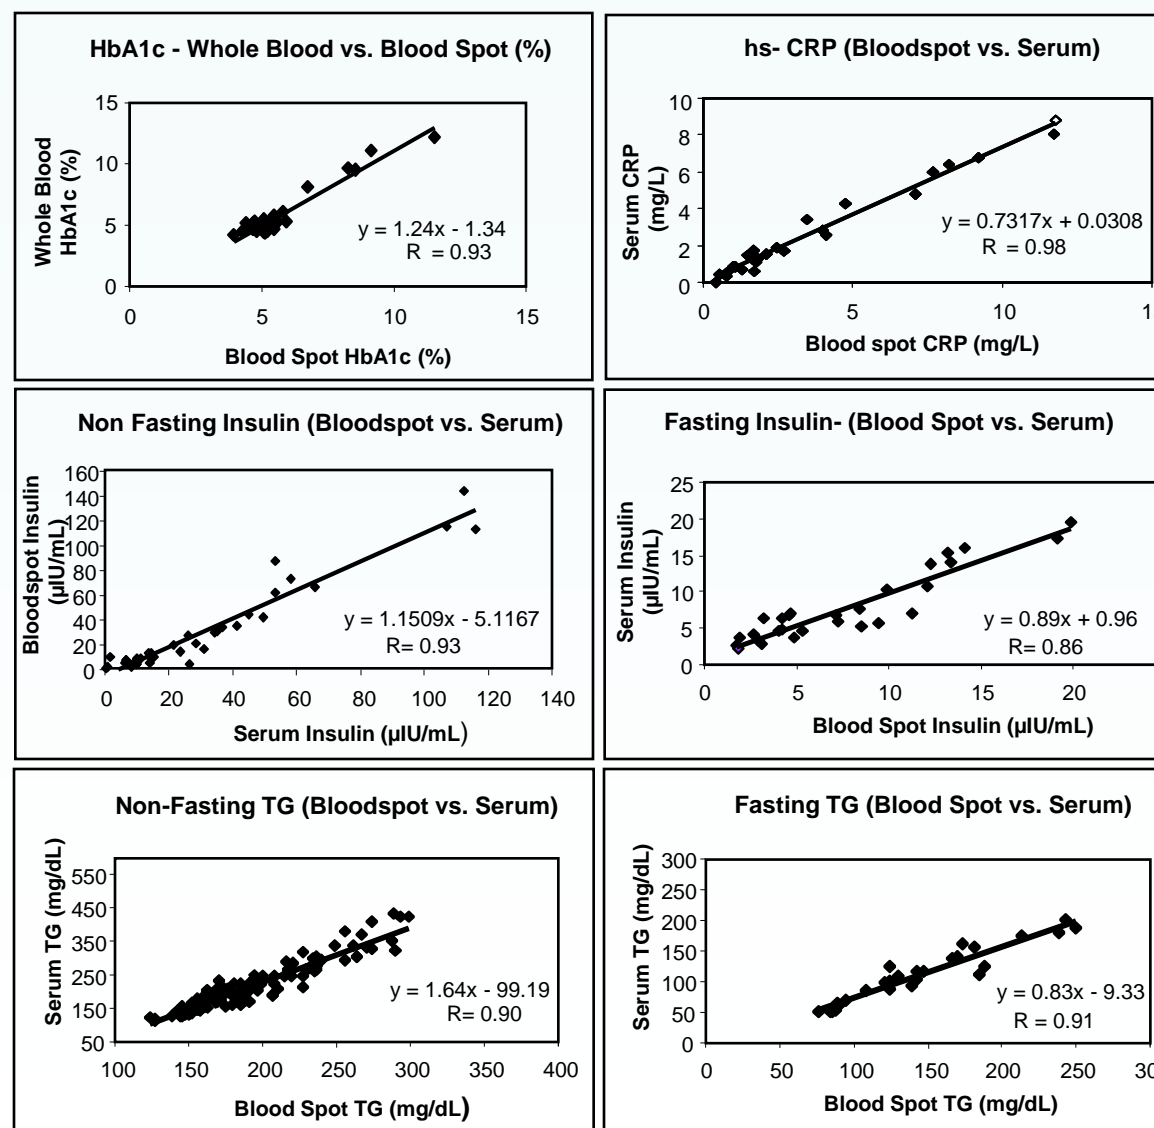 HbA1c - Whole Blood vs. Blood Spot (%)
15
10
5
0
0 5 10 15
Whole Blood
HbA1c (%)
y = 1.24x - 1.34
R = 0.93
Blood Spot HbA1c (%)
hs- CRP (Bloodspot vs. Serum)
10
8
6
4
2
0
0 5 10 1
Serum CRP
(mg/L)
y = 0.7317x + 0.0308
R = 0.98
Blood spot CRP (mg/L)
Non Fasting Insulin (Bloodspot vs. Serum)
160
140
120
100
80
60
40
20
0
0 20 40 60 80 100 120 140
Bloodspot Insulin
(µIU/mL)
y = 1.1509x - 5.1167
R= 0.93
Serum Insulin (µIU/mL)
Fasting Insulin- (Blood Spot vs. Serum)
25
20
15
10
5
0
0 5 10 15 20
Serum Insulin
(µIU/mL)
y = 0.89x + 0.96
R= 0.86
Blood Spot Insulin (µIU/mL)
Non-Fasting TG (Bloodspot vs. Serum)
550
450
350
250
150
50
100 150 200 250 300 400
Serum TG (mg/dL)
y = 1.64x - 99.19
R= 0.90
Blood Spot TG (mg/dL)
Fasting TG (Blood Spot vs. Serum)
300
250
200
150
100
50
0
0 50 100 150 200 250 30
Serum TG (mg/dL)
y = 0.83x - 9.33
R = 0.91
Blood Spot TG (mg/dL)